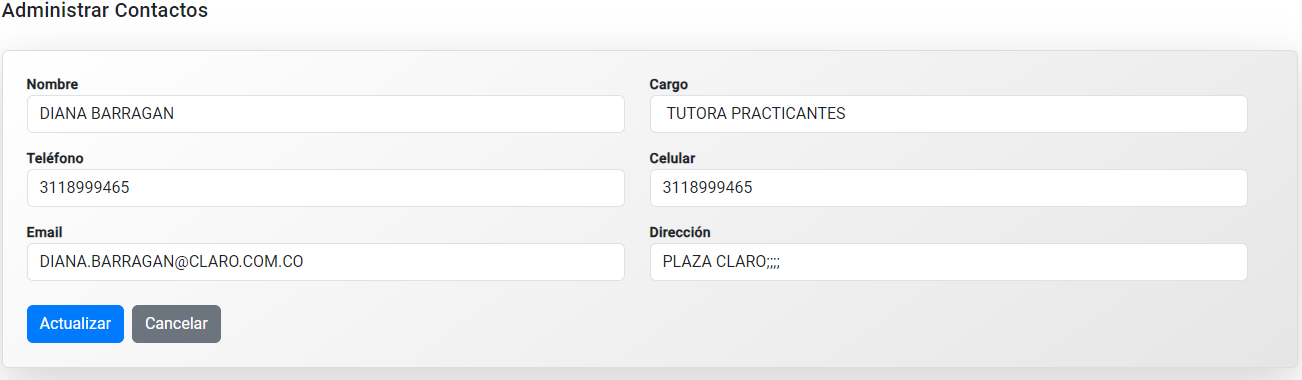 Administrar Contactos
Nombre
DIANA BARRAGAN
Cargo
TUTORA PRACTICANTES
Teléfono
3118999465
Celular
3118999465
Email
DIANA.BARRAGAN@CLARO.COM.CO
Dirección
PLAZA CLARO;;;;
Actualizar
Cancelar